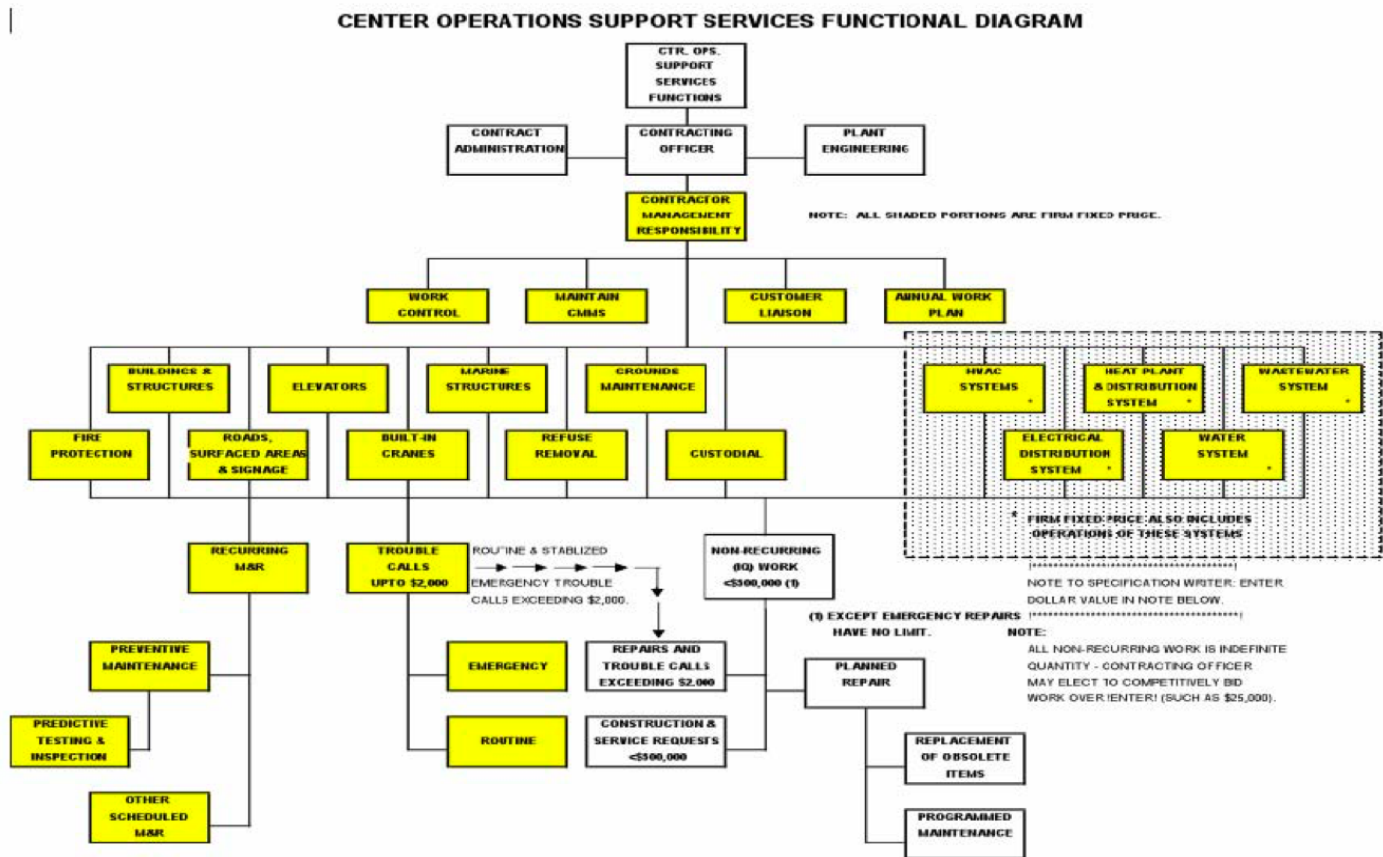 CENTER OPERATIONS SUPPORT SERVICES FUNCTIONAL DIAGRAM
CTR. OPS.
SUPPORT
SERVICES
FUNCTIONS
CONTRACT
ADMINISTRATION
CONTRACTING
OFFICER
PLANT
ENGINEERING
CONTRACTOR
MANAGEMENT
RESPONSIBILITY
NOTE: ALL SHADED PORTIONS ARE FIRM FIXED PRICE.
WORK
CONTROL
MAINTAIN
CMMS
CUSTOMER
LIAISON
ANNUAL WORK
PLAN
BUILDINGS &
STRUCTURES
ELEVATORS
MARINE
STRUCTURES
GROUNDS
MAINTENANCE
HVAC
SYSTEMS
*
HEAT PLANT
& DISTRIBUTION
SYSTEM *
WASTEWATER
SYSTEM
*
FIRE
PROTECTION
ROADS,
SURFACED AREAS
& SIGNAGE
BUILT-IN
CRANES
REFUSE
REMOVAL
CUSTODIAL
ELECTRICAL
DISTRIBUTION
SYSTEM *
WATER
SYSTEM
*
* FIRM FIXED PRICE ALSO INCLUDES
OPERATIONS OF THESE SYSTEMS
RECURRING
M&R
TROUBLE
CALLS
UPTO $2,000
ROUTINE & STABLIZED
EMERGENCY TROUBLE
CALLS EXCEEDING $2,000.
NON-RECURRING
(IQ) WORK
<$500,000 (1)
NOTE TO SPECIFICATION WRITER: ENTER
DOLLAR VALUE IN NOTE BELOW.
(1) EXCEPT EMERGENCY REPAIRS
HAVE NO LIMIT.
NOTE:
ALL NON-RECURRING WORK IS INDEFINITE
QUANTITY - CONTRACTING OFFICER
MAY ELECT TO COMPETITIVELY BID
WORK OVER !ENTER! (SUCH AS $25,000).
PREVENTIVE
MAINTENANCE
EMERGENCY
REPAIRS AND
TROUBLE CALLS
EXCEEDING $2,000
PLANNED
REPAIR
PREDICTIVE
TESTING &
INSPECTION
ROUTINE
CONSTRUCTION &
SERVICE REQUESTS
<$500,000
REPLACEMENT
OF OBSOLETE
ITEMS
OTHER
SCHEDULED
M&R
PROGRAMMED
MAINTENANCE